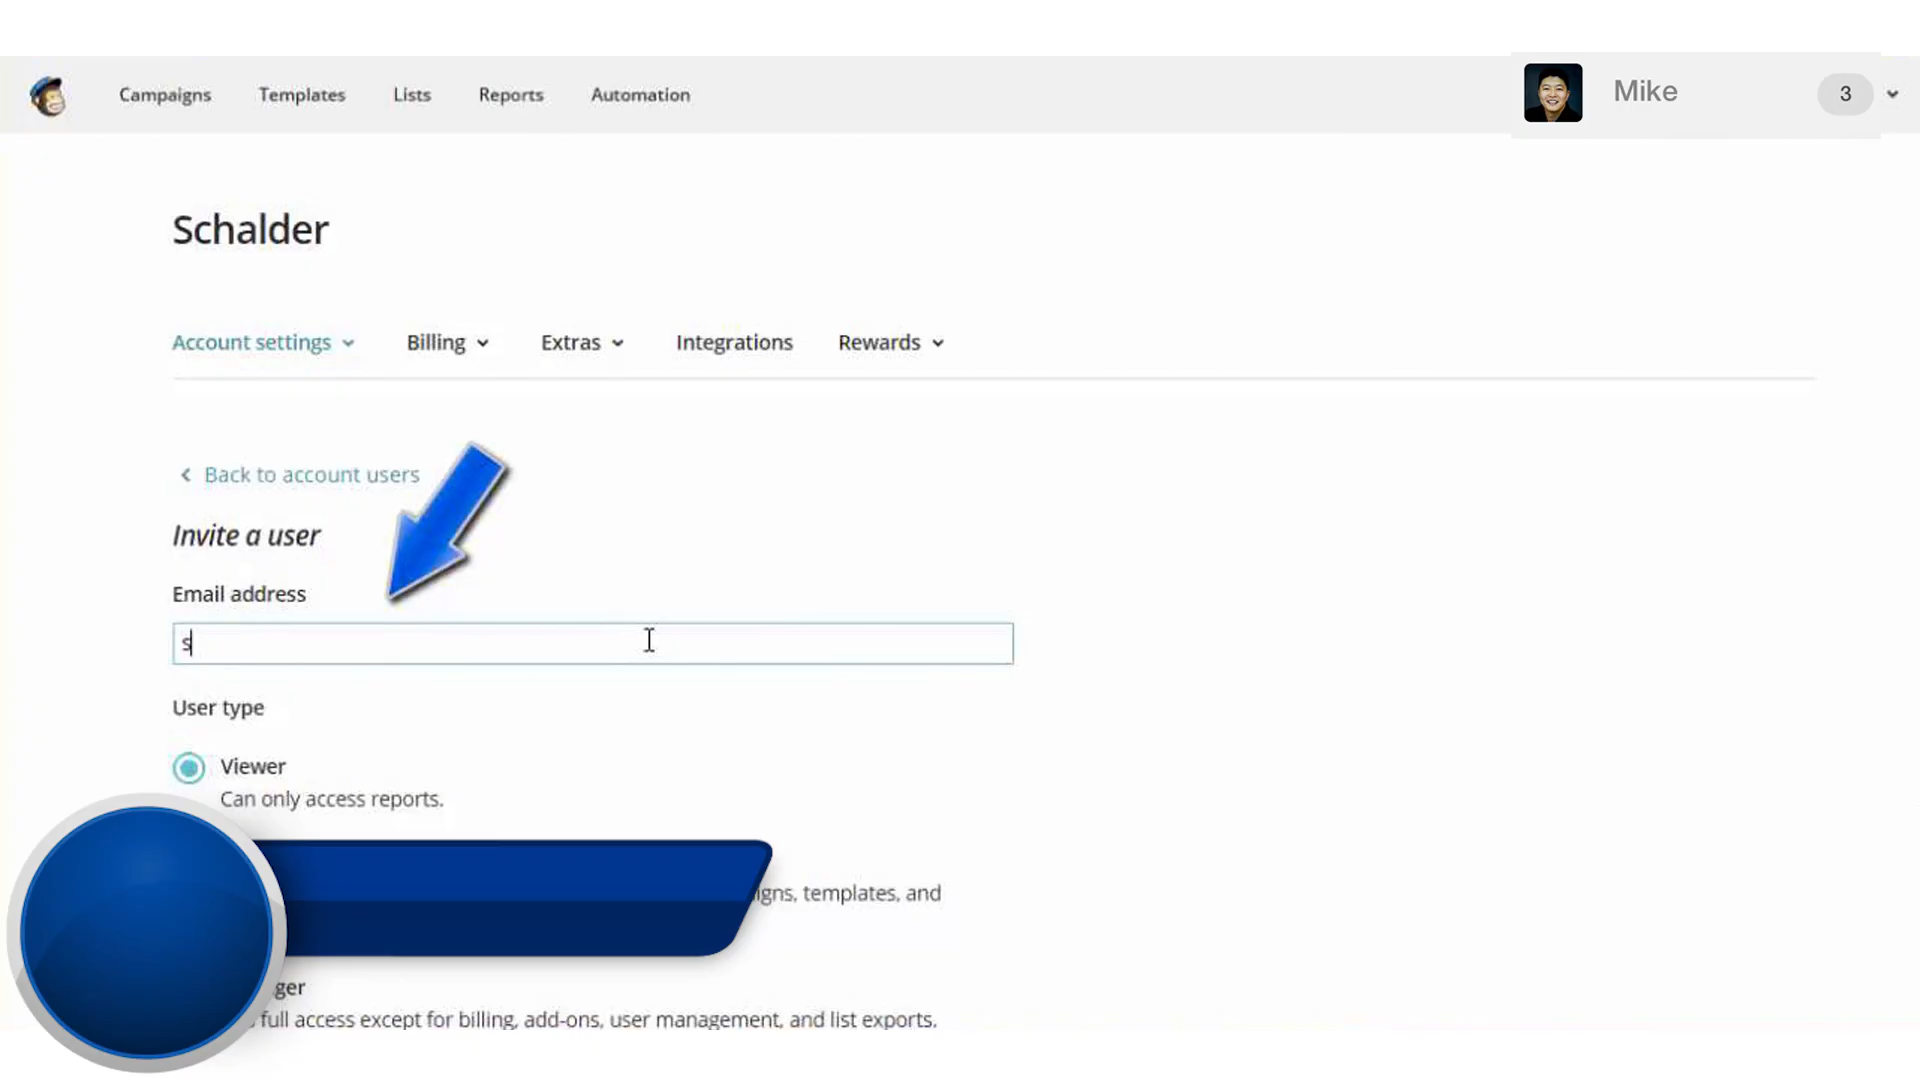 Campaigns Templates Lists Reports Automation Mike 3
Schalder
Account settings Billing Extras Integrations Rewards
Back to account users
Invite a user
Email address
s
User type
Viewer
Can only access reports.
igns, templates, and
ger
full access except for billing, add-ons, user management, and list exports.